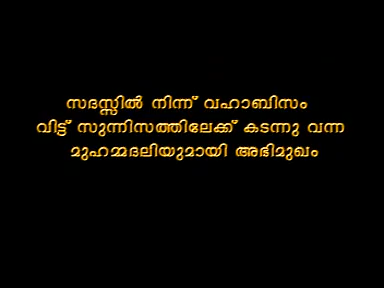 സദസ്സിൽ നിന്ന് വഹാബിസം
വിട്ട് സുന്നിസത്തിലേക്ക് കടന്നു വന്ന
മുഹമ്മദലിയുമായി അഭിമുഖം